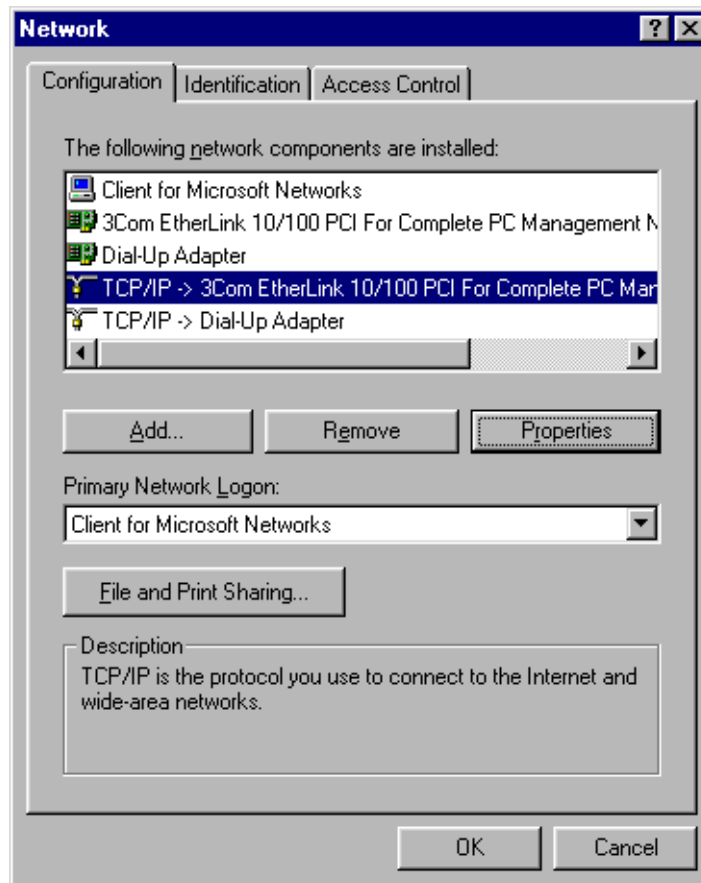 Network
Configuration Identification Access Control
The following network components are installed:
Client for Microsoft Networks
3Com EtherLink 10/100 PCI For Complete PC Management N
Dial-Up Adapter
TCP/IP -> 3Com EtherLink 10/100 PCI For Complete PC Mar
TCP/IP -> Dial-Up Adapter
Add... Remove Properties
Primary Network Logon:
Client for Microsoft Networks
File and Print Sharing...
Description
TCP/IP is the protocol you use to connect to the Internet and
wide-area networks.
OK Cancel